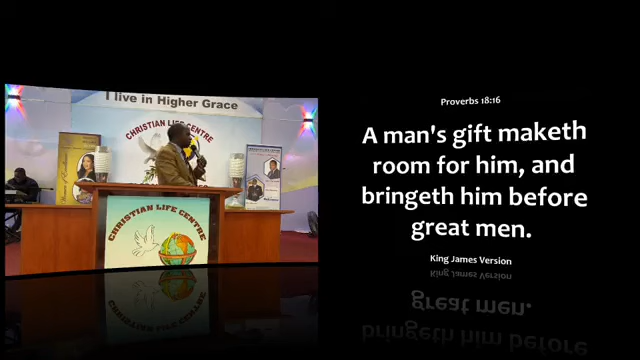 I live in Higher Grace
CHRISTIAN LIFE CENTRE
CHRISTIAN LIFE CENTRE
Proverbs 18:16
A man's gift maketh
room for him, and
bringeth him before
great men.
King James Version